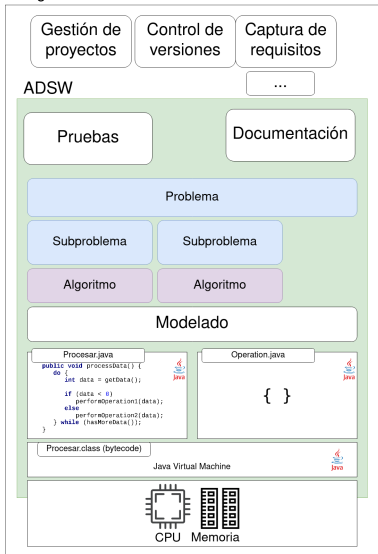 Gestión de
proyectos
Control de
versiones
Captura de
requisitos
...
ADSW
Pruebas
Documentación
Problema
Subproblema
Subproblema
Algoritmo
Algoritmo
Modelado
Procesar.java
public void processData() {
do {
int data = getData();
if (data < 0)
performOperation1(data);
else
performOperation2(data);
} while (hasMoreData());
}
Java
Operation.java
{ }
Java
Procesar.class (bytecode)
Java Virtual Machine
Java
CPU
Memoria